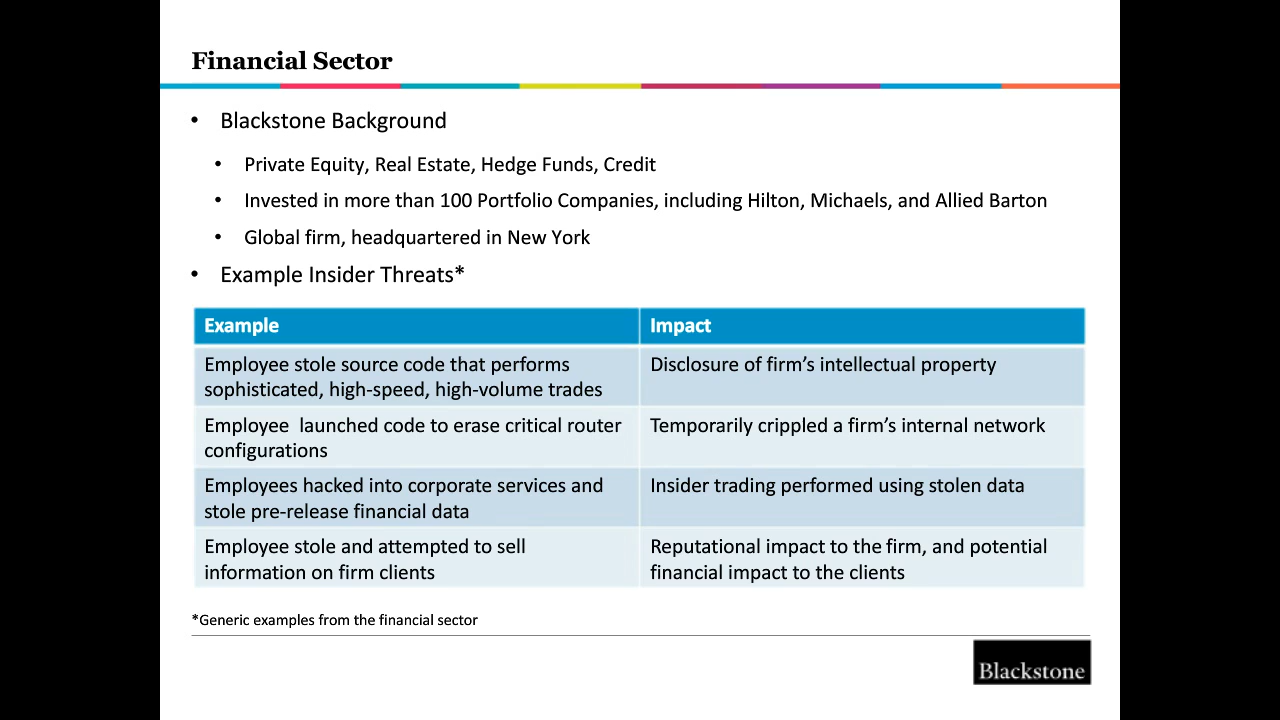 Financial Sector
• Blackstone Background
• Private Equity, Real Estate, Hedge Funds, Credit
• Invested in more than 100 Portfolio Companies, including Hilton, Michaels, and Allied Barton
• Global firm, headquartered in New York
• Example Insider Threats*
Example Impact
Employee stole source code that performs Disclosure of firm’s intellectual property
sophisticated, high-speed, high-volume trades
Employee launched code to erase critical router Temporarily crippled a firm’s internal network
configurations
Employees hacked into corporate services and Insider trading performed using stolen data
stole pre-release financial data
Employee stole and attempted to sell Reputational impact to the firm, and potential
information on firm clients financial impact to the clients
*Generic examples from the financial sector
Blackstone